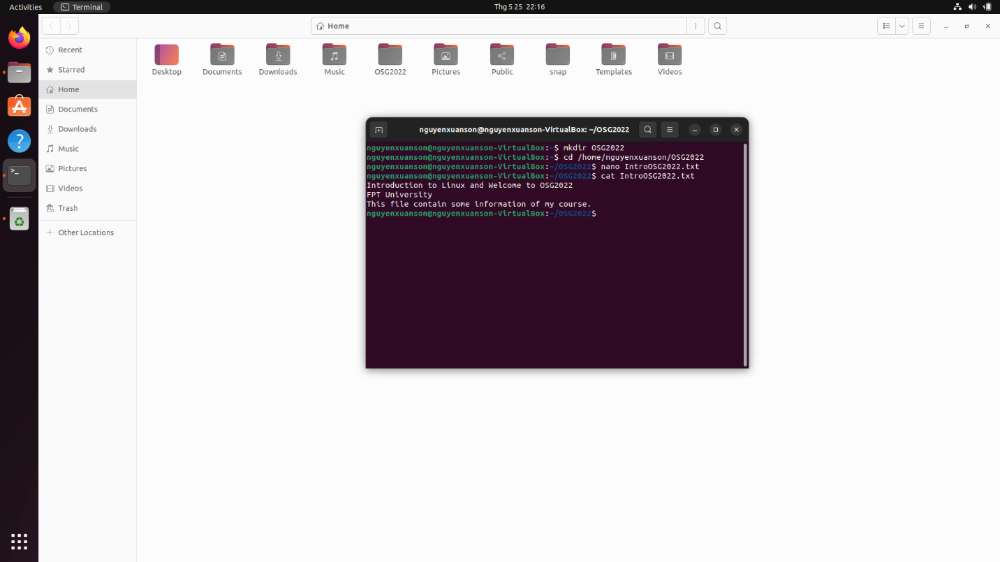 Activities
Terminal
Thg 5 25 22:16
Home
Recent
Starred
Home
Documents
Downloads
Music
Pictures
Videos
Trash
Other Locations
Desktop
Documents
Downloads
Music
OSG2022
Pictures
Public
snap
Templates
Videos
nguyenxuanson@nguyenxuanson-VirtualBox: ~/OSG2022
nguyenxuanson@nguyenxuanson-VirtualBox:~$ mkdir OSG2022
nguyenxuanson@nguyenxuanson-VirtualBox:~$ cd /home/nguyenxuanson/OSG2022
nguyenxuanson@nguyenxuanson-VirtualBox:~/OSG2022$ nano IntroOSG2022.txt
nguyenxuanson@nguyenxuanson-VirtualBox:~/OSG2022$ cat IntroOSG2022.txt
Introduction to Linux and Welcome to OSG2022
FPT University
This file contain some information of my course.
nguyenxuanson@nguyenxuanson-VirtualBox:~/OSG2022$